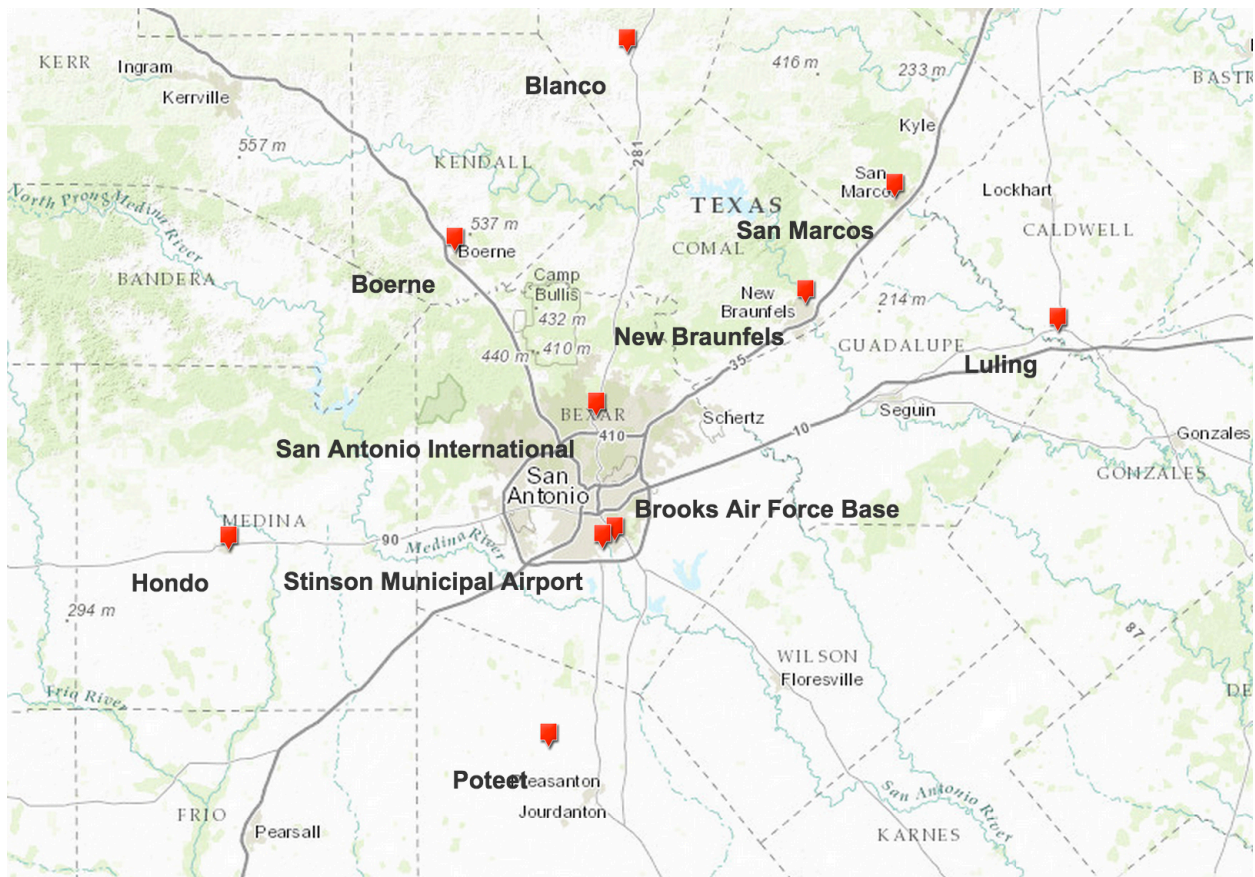 KERR
Ingram
Kerrville
Blanco
416 m
233 m
BASTR
Kyle
557 m
281
KENDALL
San
Marcos
Lockhart
North Prong Medina River
TEXAS
537 m
Boerne
San Marcos
CALDWELL
COMAL
BANDERA
Boerne
Camp
Bullis
432 m
New
Braunfels
214 m
440 m
410 m
New Braunfels
GUADALUPE
35
Luling
BEXAR
Schertz
Seguin
410
10
Gonzales
San Antonio International
GONZALES
San
Antonio
Brooks Air Force Base
MEDINA
90
Medina River
Hondo
Stinson Municipal Airport
294 m
87
WILSON
Floresville
Frio River
DE
Poteet
Pleasanton
Jourdanton
San Antonio River
FRIO
Pearsall
KARNES